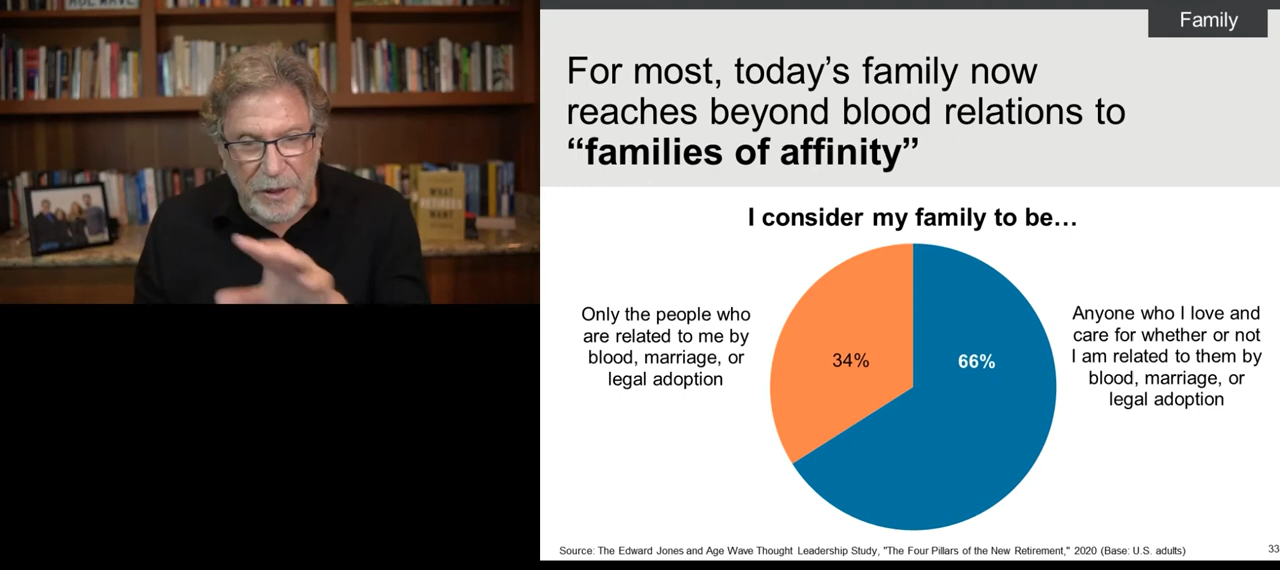 AGE WAVE
WHAT
RETIREES
WANT
Family
For most, today’s family now
reaches beyond blood relations to
“families of affinity”
I consider my family to be…
Only the people who
are related to me by
blood, marriage, or
legal adoption
34%
66%
Anyone who I love and
care for whether or not
I am related to them by
blood, marriage, or
legal adoption
Source: The Edward Jones and Age Wave Thought Leadership Study, "The Four Pillars of the New Retirement," 2020 (Base: U.S. adults)
33